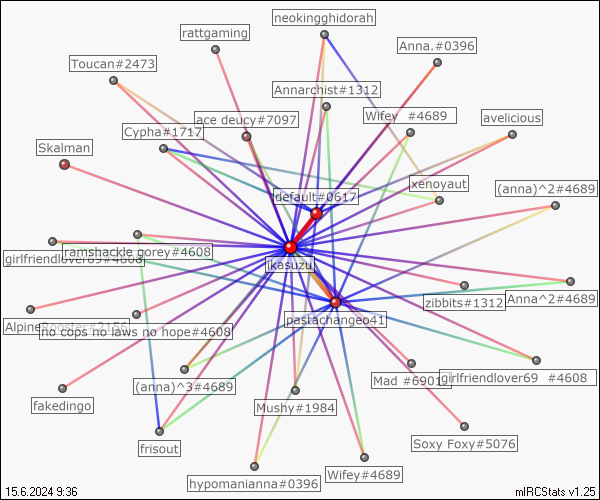 neokingghidorah
rattgaming
Anna.#0396
Toucan#2473
Annarchist#1312
Wifey #4689
avelicious
ace deucy#7097
Cypha#1717
Skalman
xenoyaut
(anna)^2#4689
default#0617
ramshackle gorey#4608
girlfriendlover69#4608
jkasuzu
zibbits#1312
Anna^2#4689
pastachangeo41
AlpineRooster#2156
no cops no laws no hope#4608
Mad #6901
girlfriendlover69 #4608
(anna)^3#4689
fakedingo
Mushy#1984
frisout
Soxy Foxy#5076
Wifey#4689
hypomanianna#0396
15.6.2024 9:36
mIRCStats v1.25